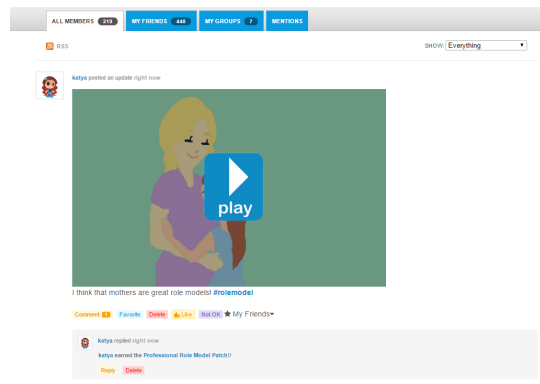 ALL MEMBERS 219 MY FRIENDS 448 MY GROUPS 7 MENTIONS
RSS SHOW: Everything
katya posted an update right now
play
I think that mothers are great role models! #rolemodel
Comment 1 Favorite Delete Like Not OK My Friends
katya replied right now
katya earned the Professional Role Model Patch!!
Reply Delete